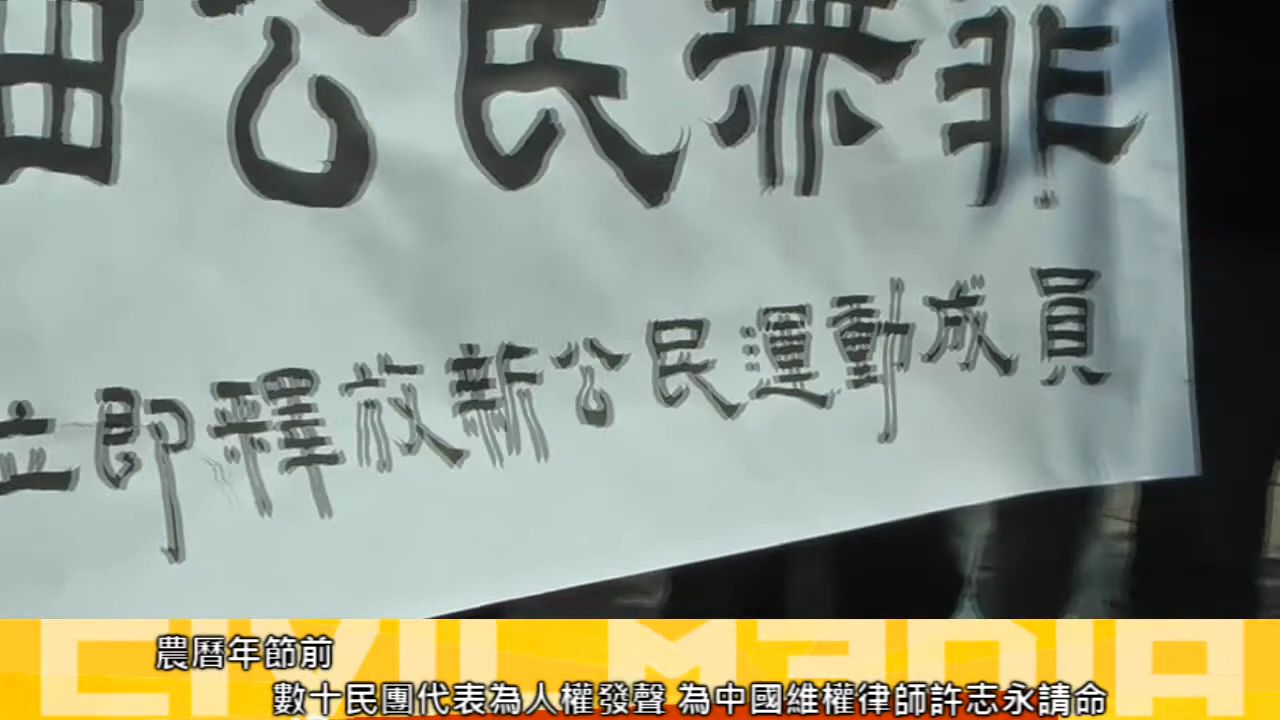 公民無罪
立即釋放新公民運動成員
農曆年節前
數十民團代表為人權發聲 為中國維權律師許志永請命
CIVIL MEDIA